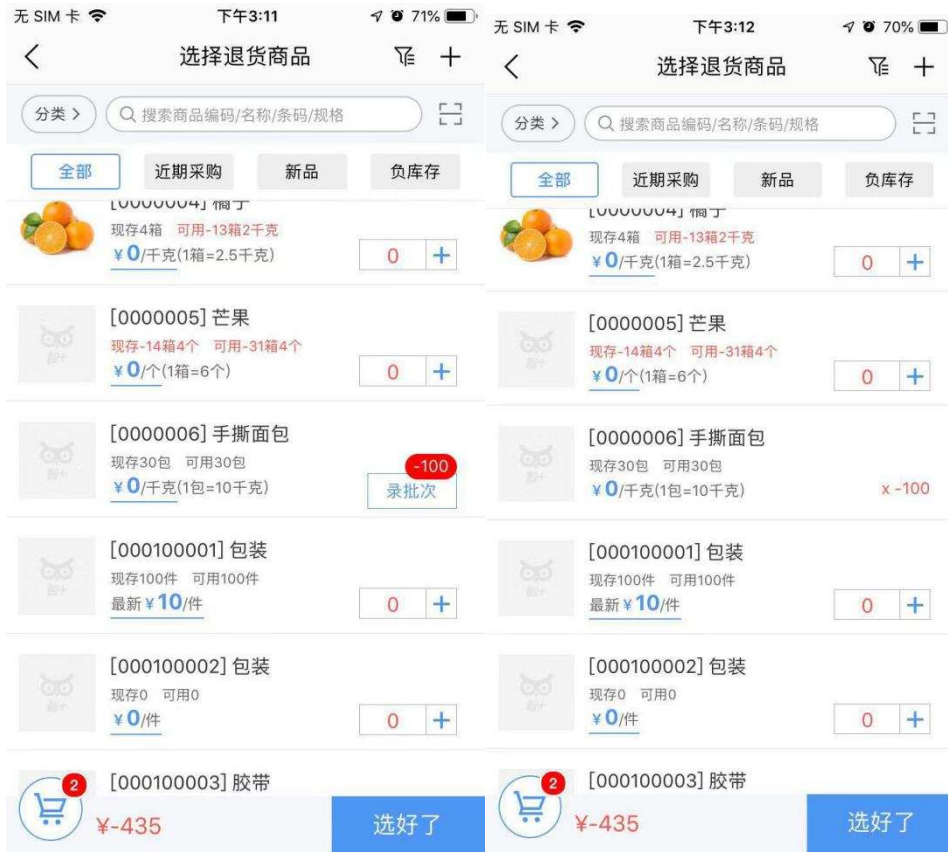 无 SIM 卡 下午3:11 71%
选择退货商品
分类 > 搜索商品编码/名称/条码/规格
全部 近期采购 新品 负库存
[0000004] 橘子
现存4箱 可用-13箱2千克
¥0/千克(1箱=2.5千克) 0 +
[0000005] 芒果
现存-14箱4个 可用-31箱4个
¥0/个(1箱=6个) 0 +
[0000006] 手撕面包
现存30包 可用30包 -100
¥0/千克(1包=10千克) 录批次
[000100001] 包装
现存100件 可用100件
最新¥10/件 0 +
[000100002] 包装
现存0 可用0
¥0/件 0 +
[000100003] 胶带
2
¥-435 选好了
无 SIM 卡 下午3:12 70%
选择退货商品
分类 > 搜索商品编码/名称/条码/规格
全部 近期采购 新品 负库存
[0000004] 橘子
现存4箱 可用-13箱2千克
¥0/千克(1箱=2.5千克) 0 +
[0000005] 芒果
现存-14箱4个 可用-31箱4个
¥0/个(1箱=6个) 0 +
[0000006] 手撕面包
现存30包 可用30包
¥0/千克(1包=10千克) x -100
[000100001] 包装
现存100件 可用100件
最新¥10/件 0 +
[000100002] 包装
现存0 可用0
¥0/件 0 +
[000100003] 胶带
2
¥-435 选好了